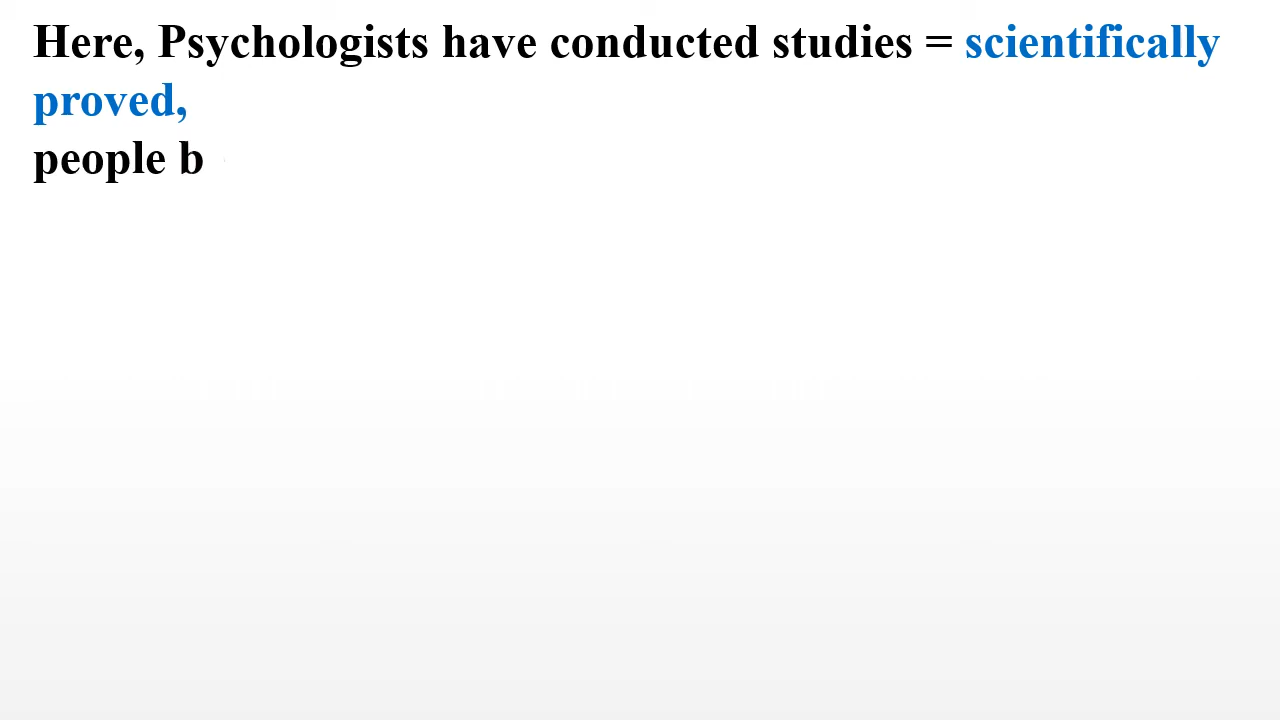 Here, Psychologists have conducted studies = scientifically
proved,
people b